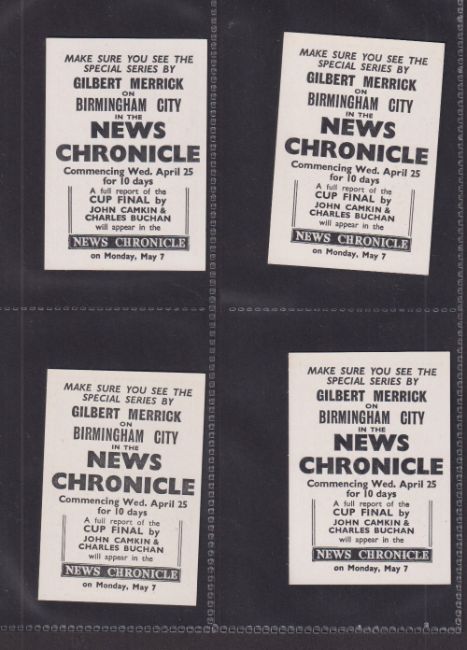 MAKE SURE YOU SEE THE
SPECIAL SERIES BY
GILBERT MERRICK
ON
BIRMINGHAM CITY
IN THE
NEWS
CHRONICLE
Commencing Wed. April 25
for 10 days
A full report of the
CUP FINAL by
JOHN CAMKIN &
CHARLES BUCHAN
will appear in the
NEWS CHRONICLE
on Monday, May 7
MAKE SURE YOU SEE THE
SPECIAL SERIES BY
GILBERT MERRICK
ON
BIRMINGHAM CITY
IN THE
NEWS
CHRONICLE
Commencing Wed. April 25
for 10 days
A full report of the
CUP FINAL by
JOHN CAMKIN &
CHARLES BUCHAN
will appear in the
NEWS CHRONICLE
on Monday, May 7
MAKE SURE YOU SEE THE
SPECIAL SERIES BY
GILBERT MERRICK
ON
BIRMINGHAM CITY
IN THE
NEWS
CHRONICLE
Commencing Wed. April 25
for 10 days
A full report of the
CUP FINAL by
JOHN CAMKIN &
CHARLES BUCHAN
will appear in the
NEWS CHRONICLE
on Monday, May 7
MAKE SURE YOU SEE THE
SPECIAL SERIES BY
GILBERT MERRICK
ON
BIRMINGHAM CITY
IN THE
NEWS
CHRONICLE
Commencing Wed. April 25
for 10 days
A full report of the
CUP FINAL by
JOHN CAMKIN &
CHARLES BUCHAN
will appear in the
NEWS CHRONICLE
on Monday, May 7